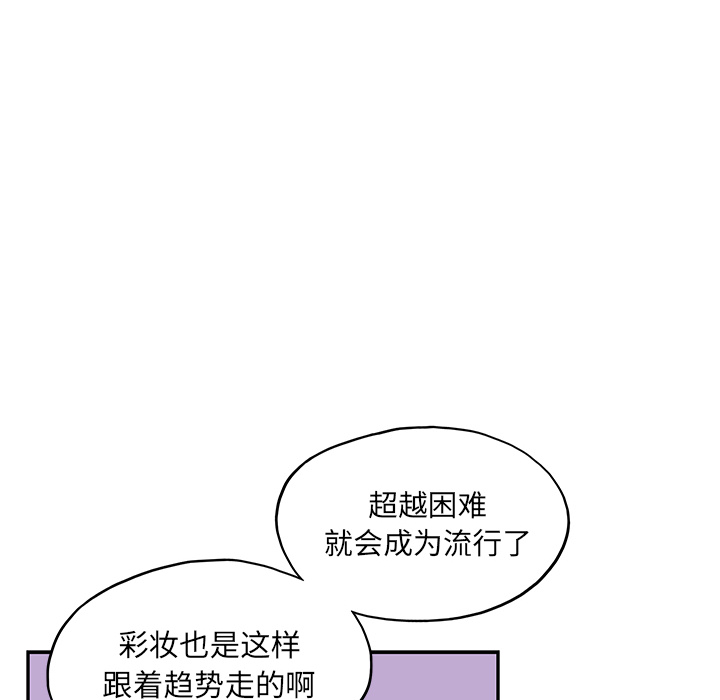 超越困难
就会成为流行了
彩妆也是这样
跟着趋势走的啊